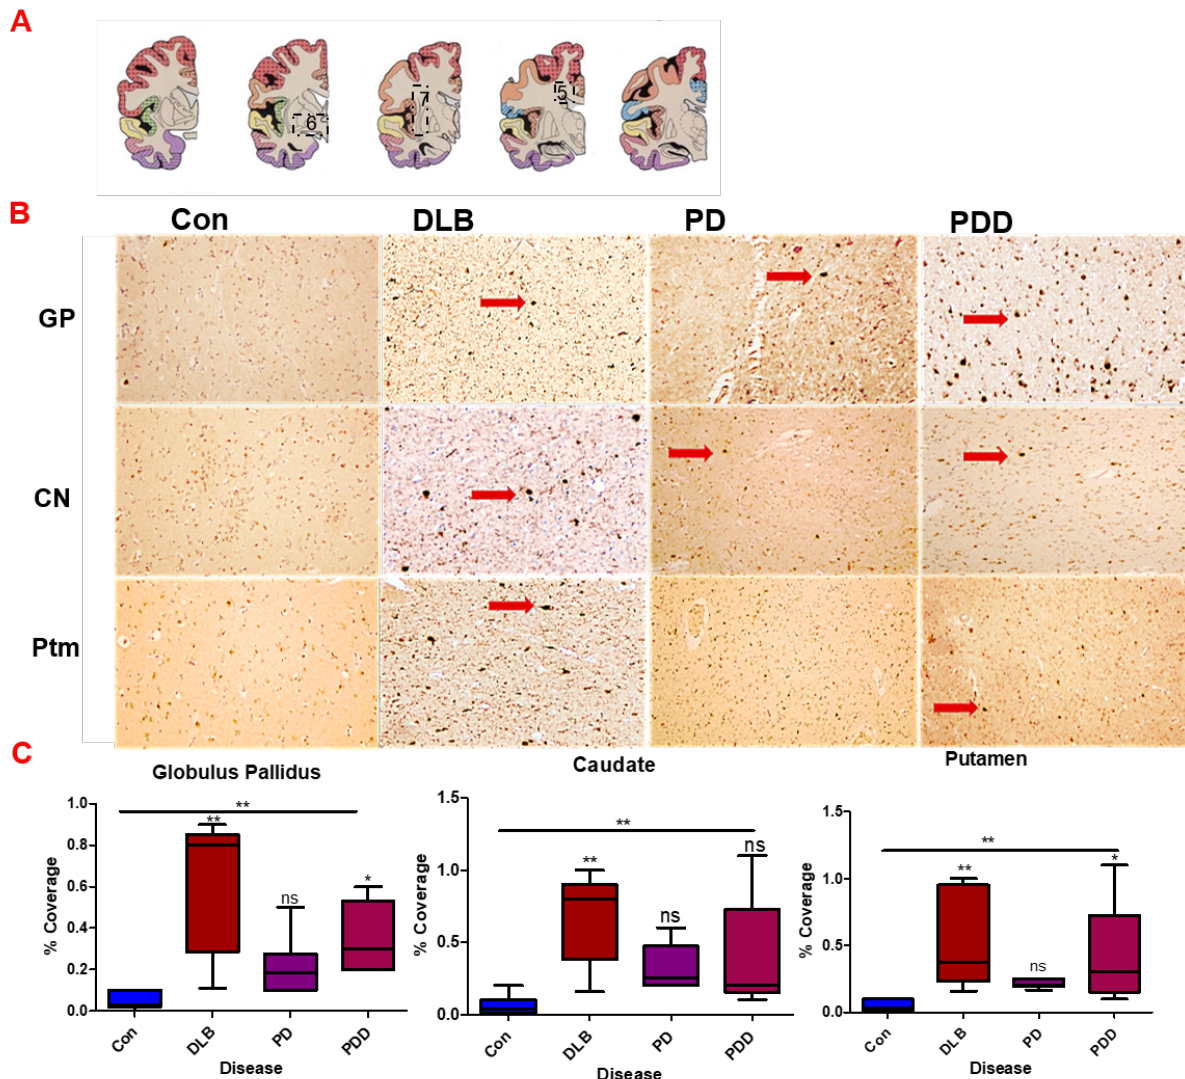 A
6
7
5
B
Con DLB PD PDD
GP
CN
Ptm
C
Globulus Pallidus
% Coverage
1.0
0.8
0.6
0.4
0.2
0.0
**
**
ns
*
Con DLB PD PDD
Disease
Caudate
% Coverage
1.5
1.0
0.5
0.0
**
**
ns
ns
Con DLB PD PDD
Disease
Putamen
% Coverage
1.5
1.0
0.5
0.0
**
**
ns
*
Con DLB PD PDD
Disease